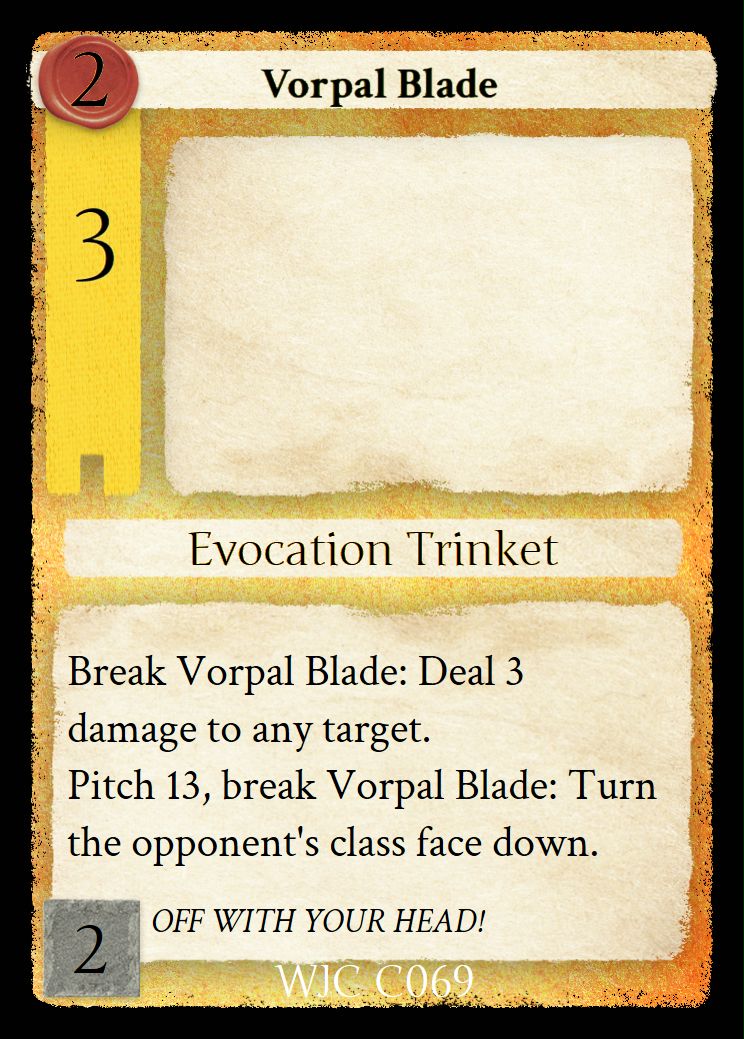 2
Vorpal Blade
3
Evocation Trinket
Break Vorpal Blade: Deal 3
damage to any target.
Pitch 13, break Vorpal Blade: Turn
the opponent's class face down.
OFF WITH YOUR HEAD!
2
WJC C069